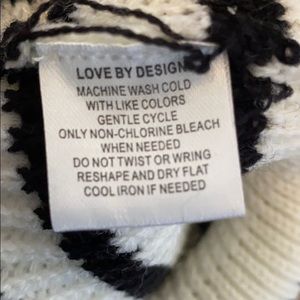 LOVE BY DESIGN
MACHINE WASH COLD
WITH LIKE COLORS
GENTLE CYCLE
ONLY NON-CHLORINE BLEACH
WHEN NEEDED
DO NOT TWIST OR WRING
RESHAPE AND DRY FLAT
COOL IRON IF NEEDED